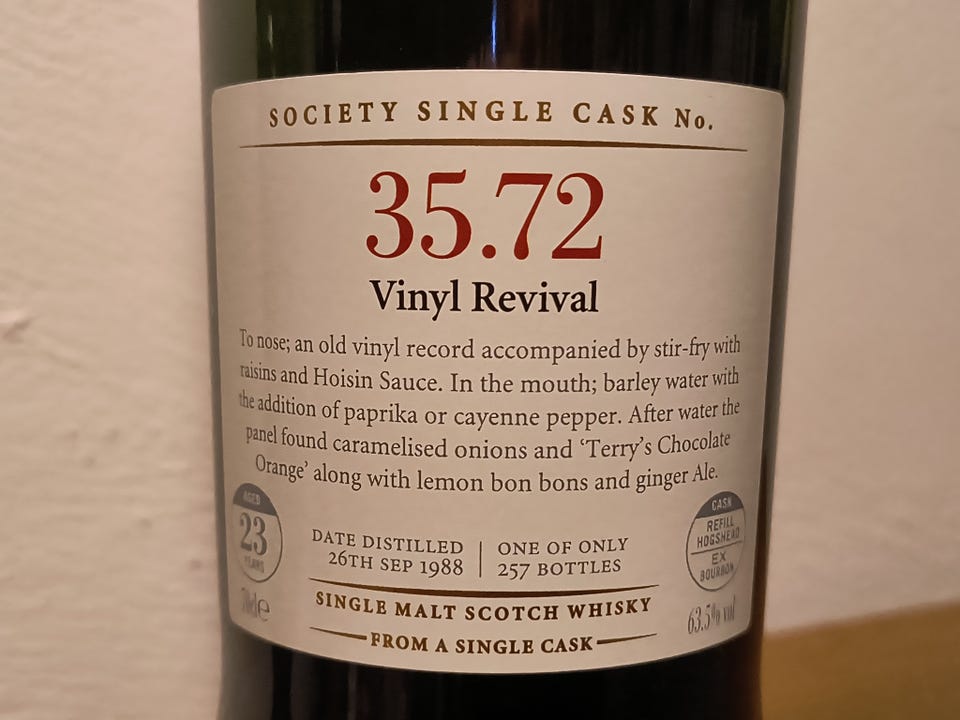 SOCIETY SINGLE CASK No.
35.72
Vinyl Revival
To nose; an old vinyl record accompanied by stir-fry with
raisins and Hoisin Sauce. In the mouth; barley water with
the addition of paprika or cayenne pepper. After water the
panel found caramelised onions and ‘Terry’s Chocolate
Orange’ along with lemon bon bons and ginger Ale.
AGED
23
YEARS
70cle
DATE DISTILLED
26TH SEP 1988
ONE OF ONLY
257 BOTTLES
CASK
REFILL
HOGSHEAD
EX
BOURBON
63.5% vol
SINGLE MALT SCOTCH WHISKY
FROM A SINGLE CASK